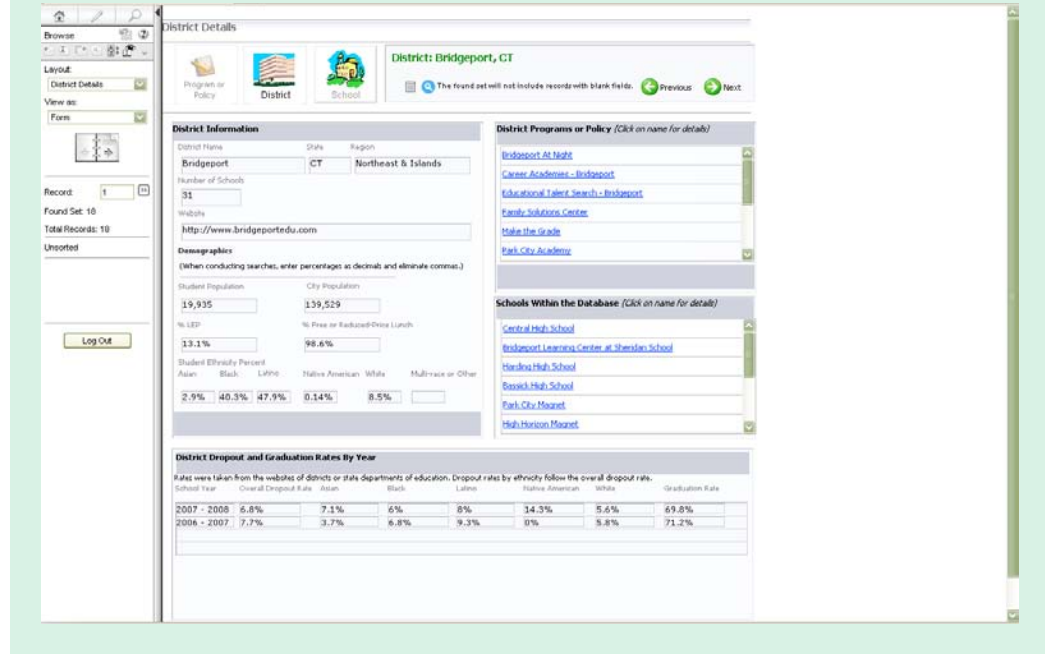 Browse
Layout:
District Details
View as:
Form
Record: 1
Found Set: 18
Total Records: 18
Unsorted
Log Out
District Details
Program or Policy
District
School
District: Bridgeport, CT
The found set will not include records with blank fields.
Previous
Next
District Information
District Name State Region
Bridgeport CT Northeast & Islands
Number of Schools
31
Website
http://www.bridgeportedu.com
Demographics
(When conducting searches, enter percentages as decimals and eliminate commas.)
Student Population City Population
19,935 139,529
% LEP % Free or Reduced-Price Lunch
13.1% 98.6%
Student Ethnicity Percent
Asian Black Latino Native American White Multi-race or Other
2.9% 40.3% 47.9% 0.14% 8.5%
District Programs or Policy (Click on name for details)
Bridgeport At Night
Career Academies - Bridgeport
Educational Talent Search - Bridgeport
Family Solutions Center
Make the Grade
Park City Academy
Schools Within the Database (Click on name for details)
Central High School
Bridgeport Learning Center at Sheridan School
Harding High School
Bassick High School
Park City Magnet
High Horizon Magnet
District Dropout and Graduation Rates By Year
Rates were taken from the websites of districts or state departments of education. Dropout rates by ethnicity follow the overall dropout rate.
School Year Overall Dropout Rate Asian Black Latino Native American White Graduation Rate
2007 - 2008 6.8% 7.1% 6% 8% 14.3% 5.6% 69.8%
2006 - 2007 7.7% 3.7% 6.8% 9.3% 0% 5.8% 71.2%